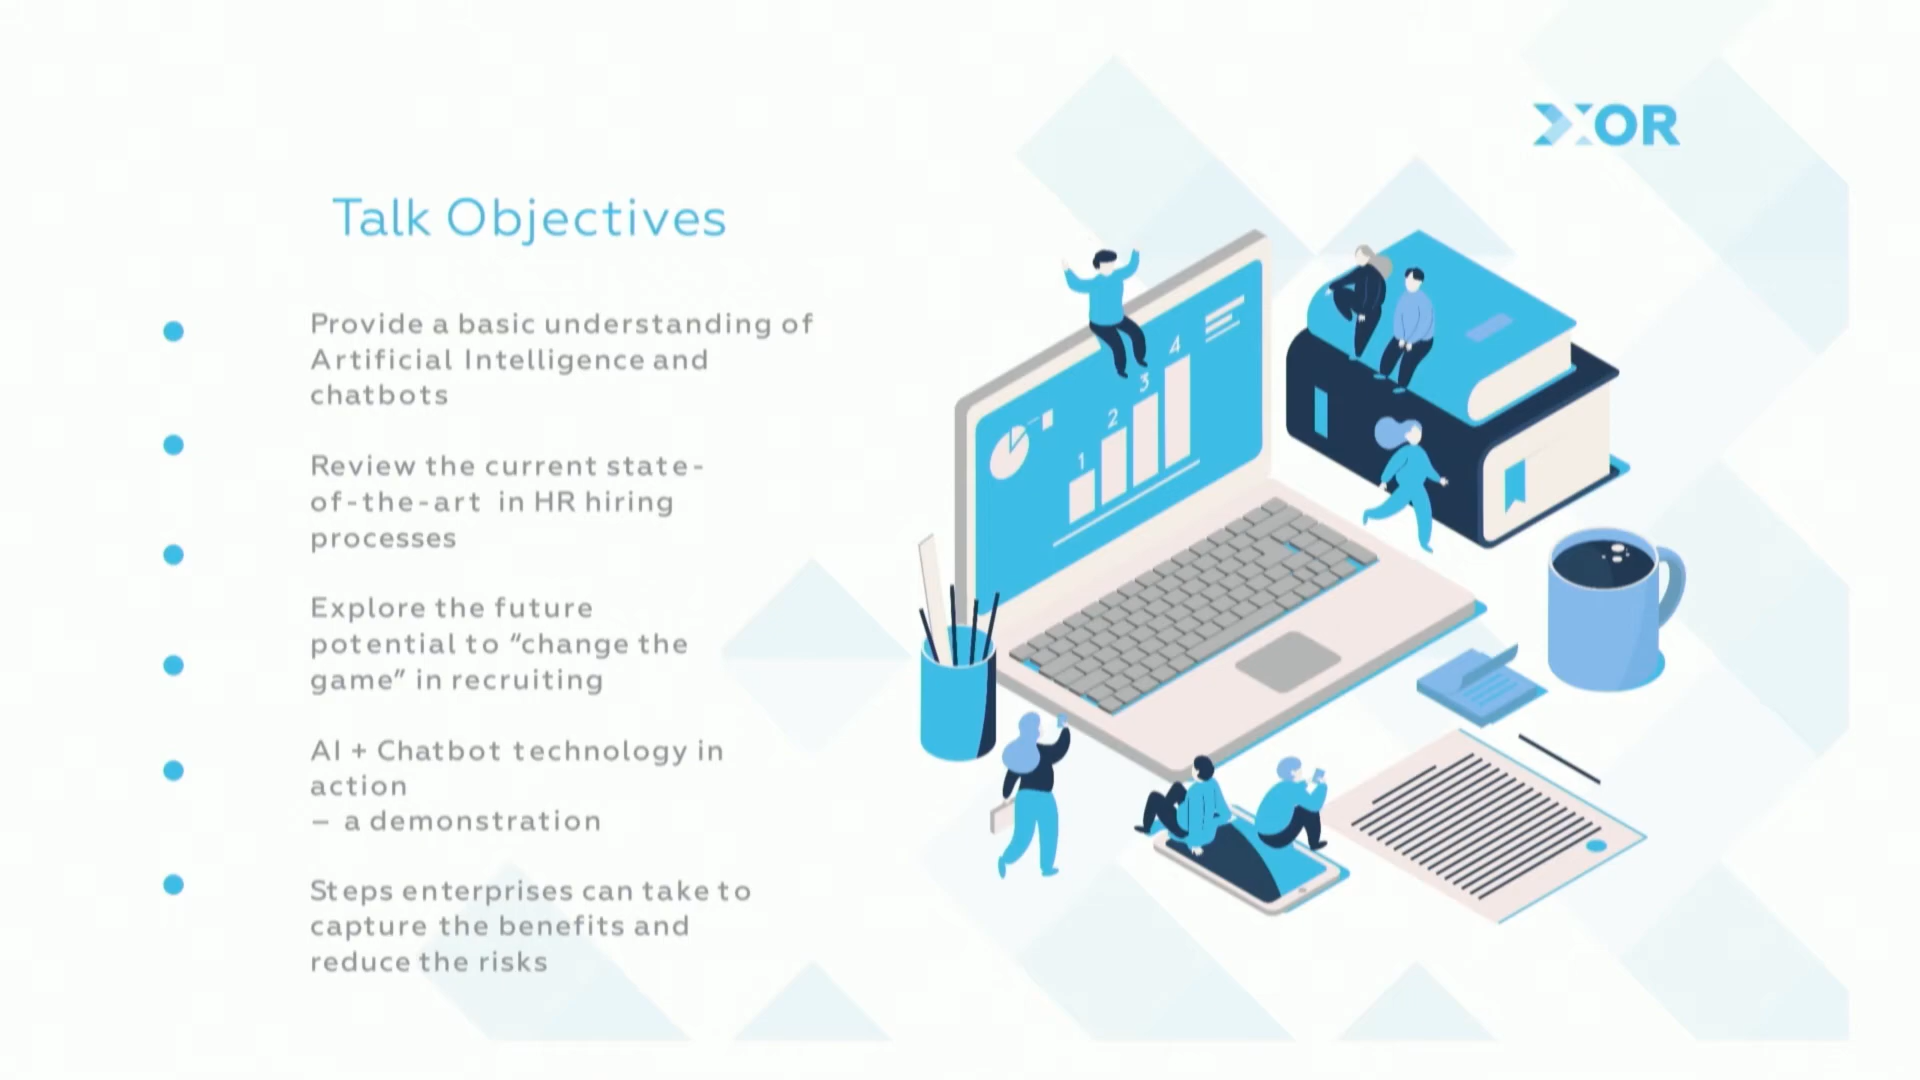 XOR
Talk Objectives
Provide a basic understanding of
Artificial Intelligence and
chatbots
Review the current state-
of-the-art in HR hiring
processes
Explore the future
potential to “change the
game” in recruiting
AI + Chatbot technology in
action
– a demonstration
Steps enterprises can take to
capture the benefits and
reduce the risks
1
2
3
4